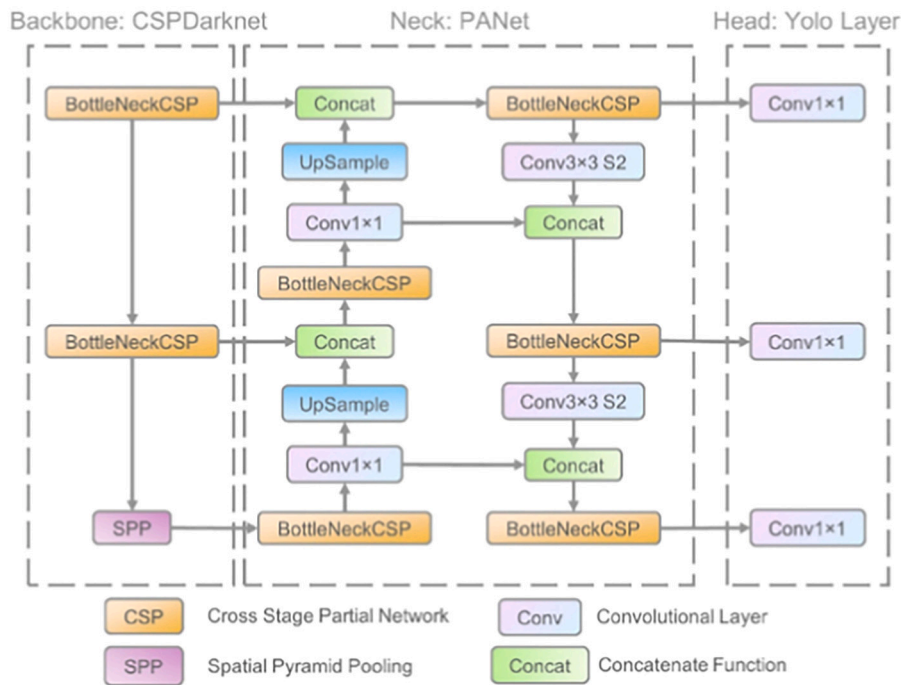 Backbone: CSPDarknet
Neck: PANet
Head: Yolo Layer
BottleNeckCSP
Concat
BottleNeckCSP
Conv1×1
UpSample
Conv3×3 S2
Conv1×1
Concat
BottleNeckCSP
BottleNeckCSP
Concat
BottleNeckCSP
Conv1×1
UpSample
Conv3×3 S2
Conv1×1
Concat
SPP
BottleNeckCSP
BottleNeckCSP
Conv1×1
CSP
Cross Stage Partial Network
Conv
Convolutional Layer
SPP
Spatial Pyramid Pooling
Concat
Concatenate Function